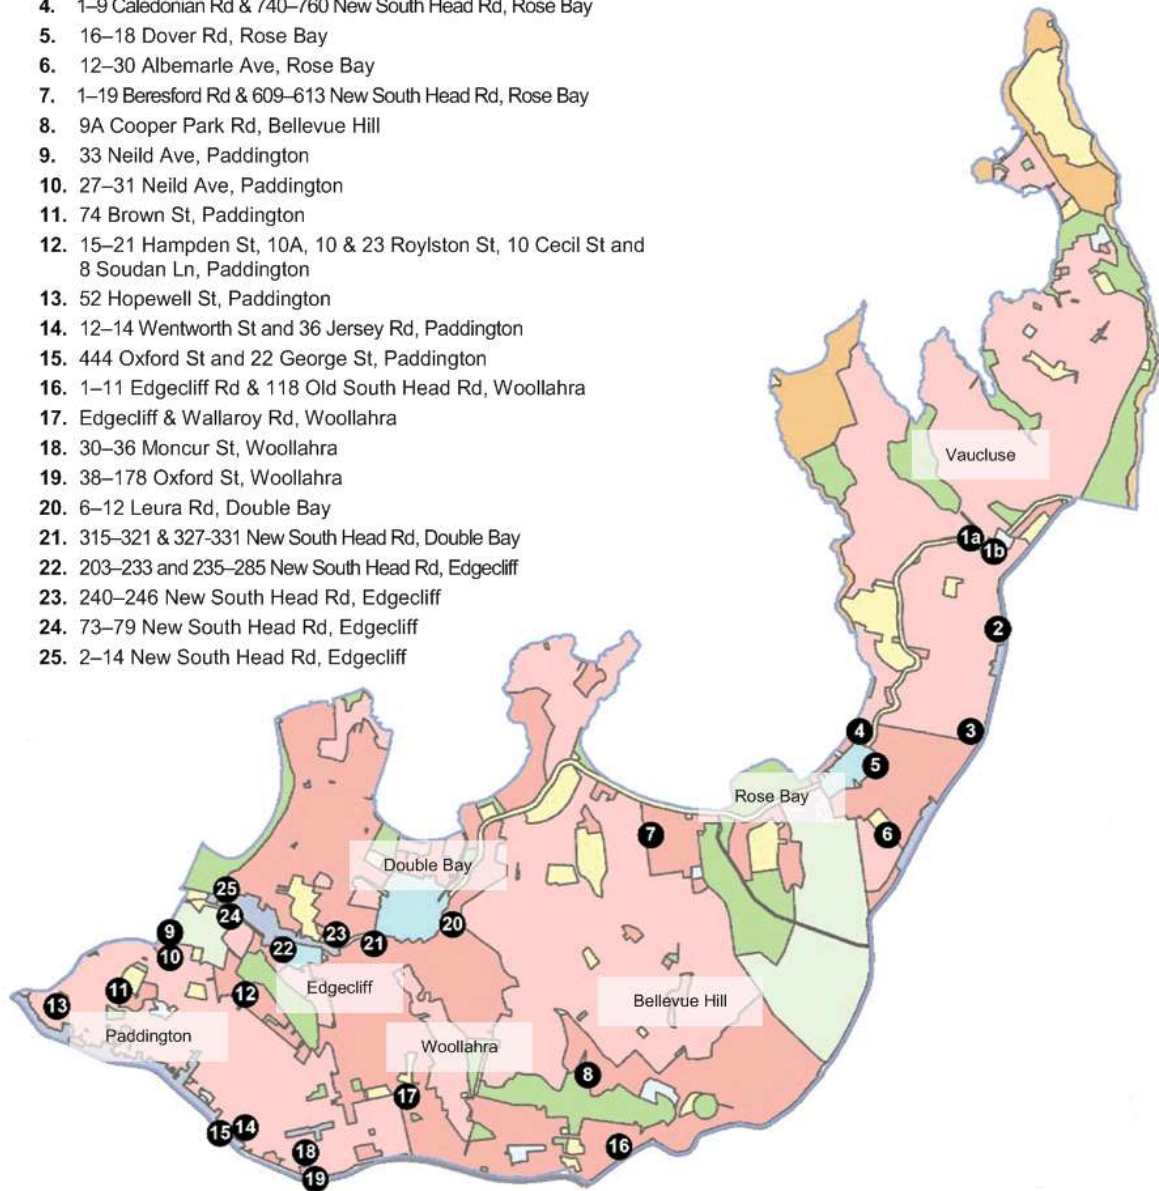 4. 1–9 Caledonian Rd & 740–760 New South Head Rd, Rose Bay
5. 16–18 Dover Rd, Rose Bay
6. 12–30 Albemarle Ave, Rose Bay
7. 1–19 Beresford Rd & 609–613 New South Head Rd, Rose Bay
8. 9A Cooper Park Rd, Bellevue Hill
9. 33 Neild Ave, Paddington
10. 27–31 Neild Ave, Paddington
11. 74 Brown St, Paddington
12. 15–21 Hampden St, 10A, 10 & 23 Roylston St, 10 Cecil St and
8 Soudan Ln, Paddington
13. 52 Hopewell St, Paddington
14. 12–14 Wentworth St and 36 Jersey Rd, Paddington
15. 444 Oxford St and 22 George St, Paddington
16. 1–11 Edgecliff Rd & 118 Old South Head Rd, Woollahra
17. Edgecliff & Wallaroy Rd, Woollahra
18. 30–36 Moncur St, Woollahra
19. 38–178 Oxford St, Woollahra
20. 6–12 Leura Rd, Double Bay
21. 315–321 & 327-331 New South Head Rd, Double Bay
22. 203–233 and 235–285 New South Head Rd, Edgecliff
23. 240–246 New South Head Rd, Edgecliff
24. 73–79 New South Head Rd, Edgecliff
25. 2–14 New South Head Rd, Edgecliff
Vaucluse
1a
1b
2
4
3
5
Rose Bay
7
6
Double Bay
25
24
20
9
23
21
22
10
Edgecliff
11
12
13
Bellevue Hill
Paddington
Woollahra
8
17
15
14
16
18
19